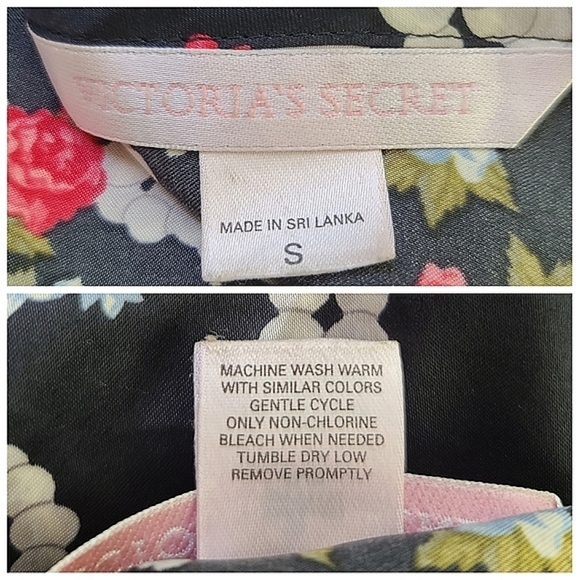 VICTORIA'S SECRET
MADE IN SRI LANKA
S
MACHINE WASH WARM
WITH SIMILAR COLORS
GENTLE CYCLE
ONLY NON-CHLORINE
BLEACH WHEN NEEDED
TUMBLE DRY LOW
REMOVE PROMPTLY